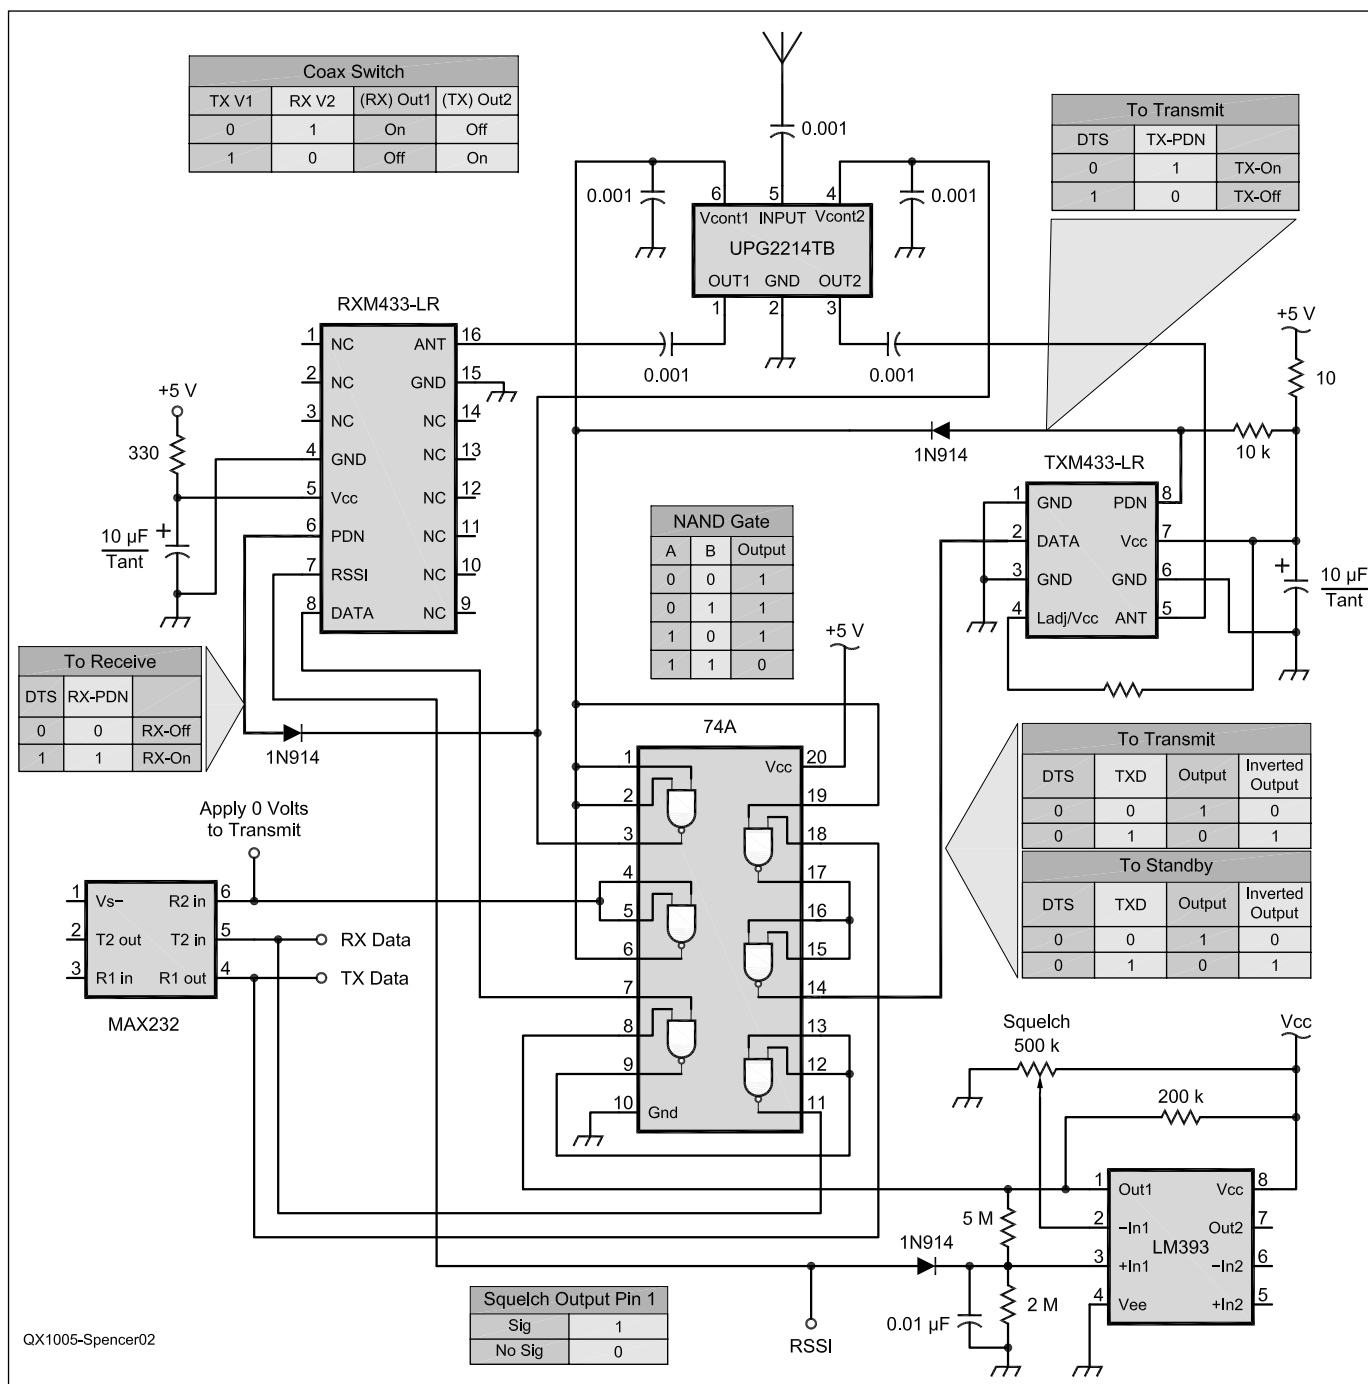 Coax Switch
TX V1 RX V2 (RX) Out1 (TX) Out2
0 1 On Off
1 0 Off On
0.001
To Transmit
DTS TX-PDN
0 1 TX-On
1 0 TX-Off
0.001
6 5 4
0.001
Vcont1 INPUT Vcont2
UPG2214TB
OUT1 GND OUT2
1 2 3
0.001
0.001
RXM433-LR
1 NC ANT 16
2 NC GND 15
3 NC NC 14
4 GND NC 13
5 Vcc NC 12
6 PDN NC 11
7 RSSI NC 10
8 DATA NC 9
+5 V
330
10 µF
Tant
+
+5 V
10
10 k
1N914
TXM433-LR
1 GND PDN 8
2 DATA Vcc 7
3 GND GND 6
4 Ladj/Vcc ANT 5
+
10 µF
Tant
NAND Gate
A B Output
0 0 1
0 1 1
1 0 1
1 1 0
+5 V
To Receive
DTS RX-PDN
0 0 RX-Off
1 1 RX-On
1N914
74A
1 Vcc 20
2 19
3 18
4 17
5 16
6 15
7 14
8 13
9 12
10 Gnd 11
To Transmit
DTS TXD Output Inverted Output
0 0 1 0
0 1 0 1
To Standby
DTS TXD Output Inverted Output
0 0 1 0
0 1 0 1
Apply 0 Volts
to Transmit
1 Vs− R2 in 6
2 T2 out T2 in 5
3 R1 in R1 out 4
MAX232
RX Data
TX Data
Squelch
500 k
Vcc
200 k
1 Out1 Vcc 8
2 −In1 Out2 7
LM393
3 +In1 −In2 6
4 Vee +In2 5
5 M
1N914
2 M
0.01 µF
RSSI
Squelch Output Pin 1
Sig 1
No Sig 0
QX1005-Spencer02